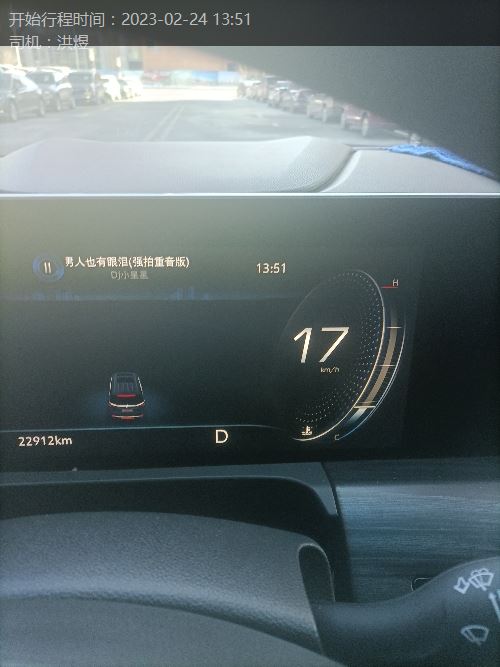 开始行程时间：2023-02-24 13:51
司机：洪煜
男人也有眼泪(强拍重音版)
Dj小星星
13:51
H
17
km/h
22912km
D
C